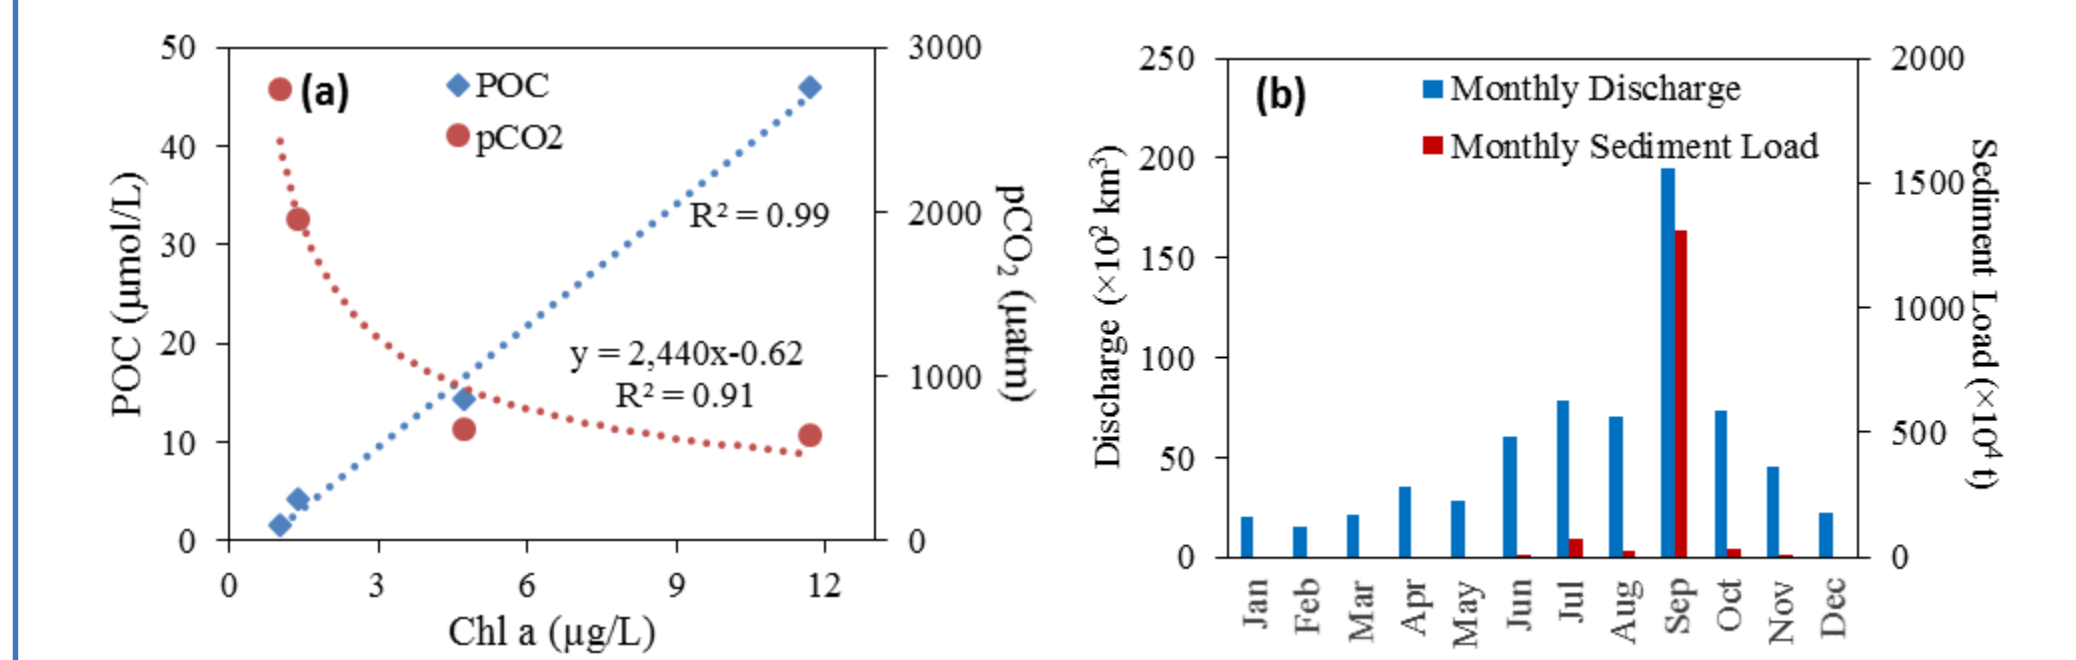 (a)
POC
pCO2
50
40
30
20
10
0
POC (µmol/L)
3000
2000
1000
0
pCO₂ (µatm)
R² = 0.99
y = 2,440x-0.62
R² = 0.91
0 3 6 9 12
Chl a (µg/L)
(b)
Monthly Discharge
Monthly Sediment Load
250
200
150
100
50
0
Discharge (×10² km³)
2000
1500
1000
500
0
Sediment Load (×10⁴ t)
Jan Feb Mar Apr May Jun Jul Aug Sep Oct Nov Dec